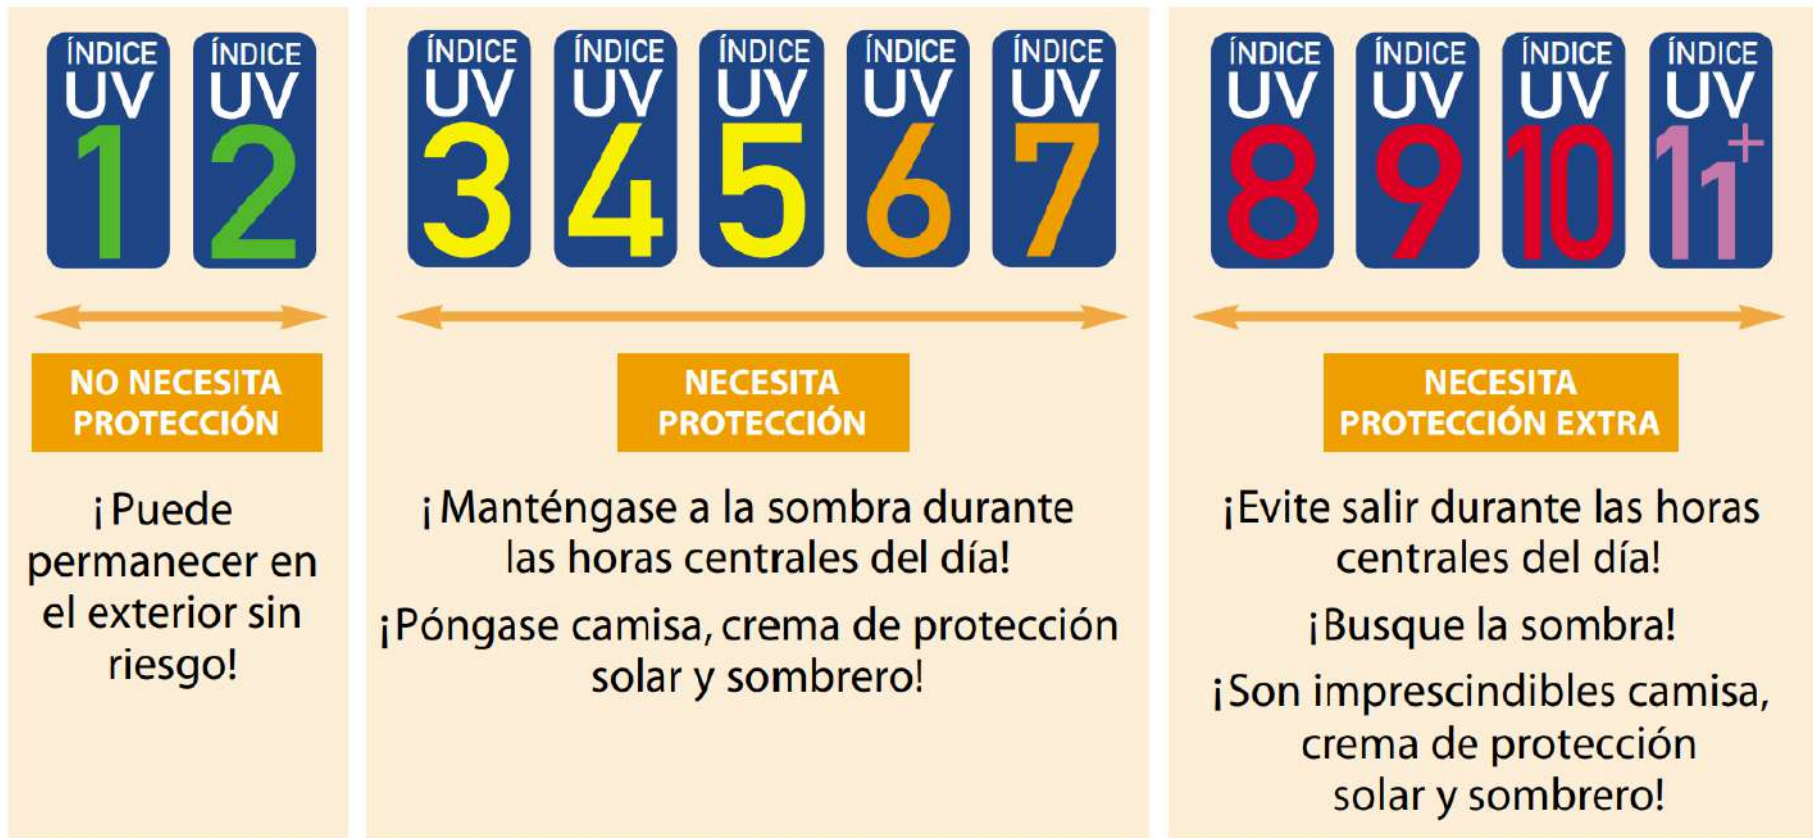 ÍNDICE
UV
1
ÍNDICE
UV
2
NO NECESITA
PROTECCIÓN
¡Puede
permanecer en
el exterior sin
riesgo!
ÍNDICE
UV
3
ÍNDICE
UV
4
ÍNDICE
UV
5
ÍNDICE
UV
6
ÍNDICE
UV
7
NECESITA
PROTECCIÓN
¡Manténgase a la sombra durante
las horas centrales del día!
¡Póngase camisa, crema de protección
solar y sombrero!
ÍNDICE
UV
8
ÍNDICE
UV
9
ÍNDICE
UV
10
ÍNDICE
UV
11+
NECESITA
PROTECCIÓN EXTRA
¡Evite salir durante las horas
centrales del día!
¡Busque la sombra!
¡Son imprescindibles camisa,
crema de protección
solar y sombrero!